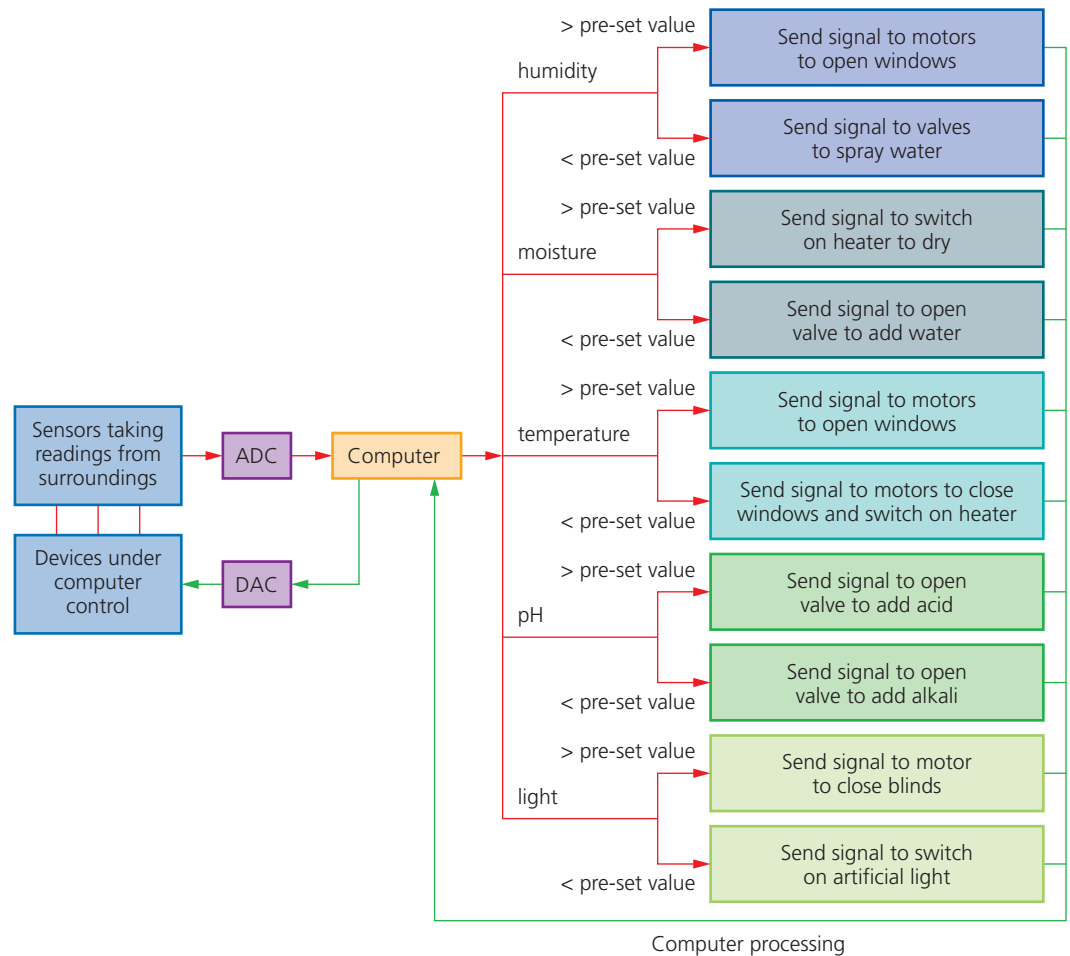 > pre-set value
Send signal to motors
to open windows
humidity
Send signal to valves
to spray water
< pre-set value
> pre-set value
Send signal to switch
on heater to dry
moisture
Send signal to open
valve to add water
< pre-set value
> pre-set value
Send signal to motors
to open windows
temperature
Send signal to motors to close
windows and switch on heater
< pre-set value
Sensors taking
readings from
surroundings
ADC
Computer
Devices under
computer
control
DAC
> pre-set value
Send signal to open
valve to add acid
pH
Send signal to open
valve to add alkali
< pre-set value
> pre-set value
Send signal to motor
to close blinds
light
Send signal to switch
on artificial light
< pre-set value
Computer processing